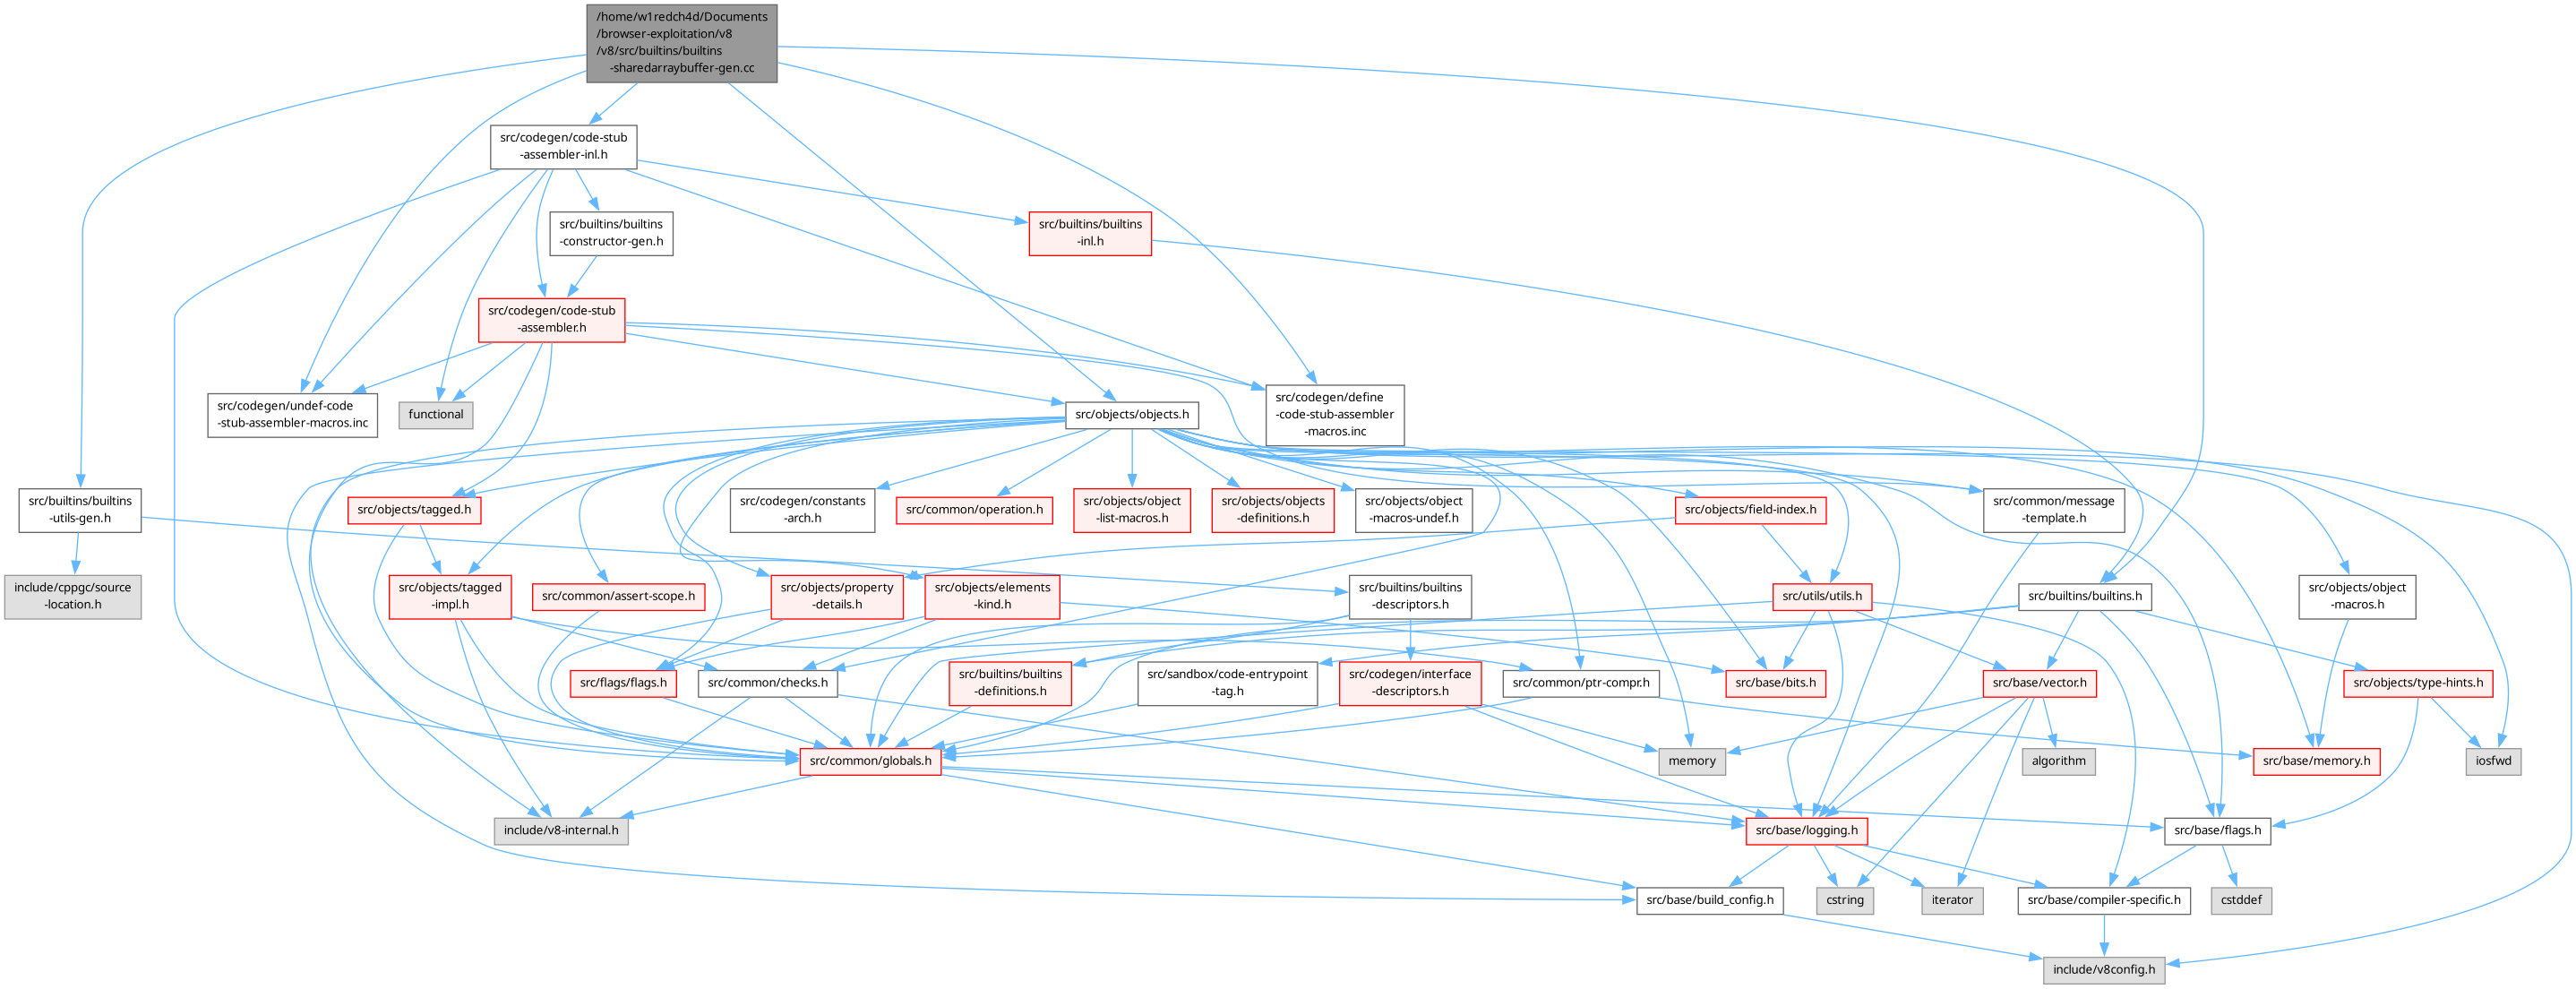 /home/w1redch4d/Documents
/browser-exploitation/v8
/v8/src/builtins/builtins
-sharedarraybuffer-gen.cc
src/codegen/code-stub
-assembler-inl.h
src/builtins/builtins
-constructor-gen.h
src/builtins/builtins
-inl.h
src/codegen/code-stub
-assembler.h
src/codegen/undef-code
-stub-assembler-macros.inc
functional
src/objects/objects.h
src/codegen/define
-code-stub-assembler
-macros.inc
src/builtins/builtins
-utils-gen.h
src/objects/tagged.h
src/codegen/constants
-arch.h
src/common/operation.h
src/objects/object
-list-macros.h
src/objects/objects
-definitions.h
src/objects/object
-macros-undef.h
src/objects/field-index.h
src/common/message
-template.h
include/cppgc/source
-location.h
src/objects/tagged
-impl.h
src/common/assert-scope.h
src/objects/property
-details.h
src/objects/elements
-kind.h
src/builtins/builtins
-descriptors.h
src/utils/utils.h
src/builtins/builtins.h
src/objects/object
-macros.h
src/flags/flags.h
src/common/checks.h
src/builtins/builtins
-definitions.h
src/sandbox/code-entrypoint
-tag.h
src/codegen/interface
-descriptors.h
src/common/ptr-compr.h
src/base/bits.h
src/base/vector.h
src/objects/type-hints.h
src/common/globals.h
memory
algorithm
src/base/memory.h
iosfwd
include/v8-internal.h
src/base/logging.h
src/base/flags.h
src/base/build_config.h
cstring
iterator
src/base/compiler-specific.h
cstddef
include/v8config.h